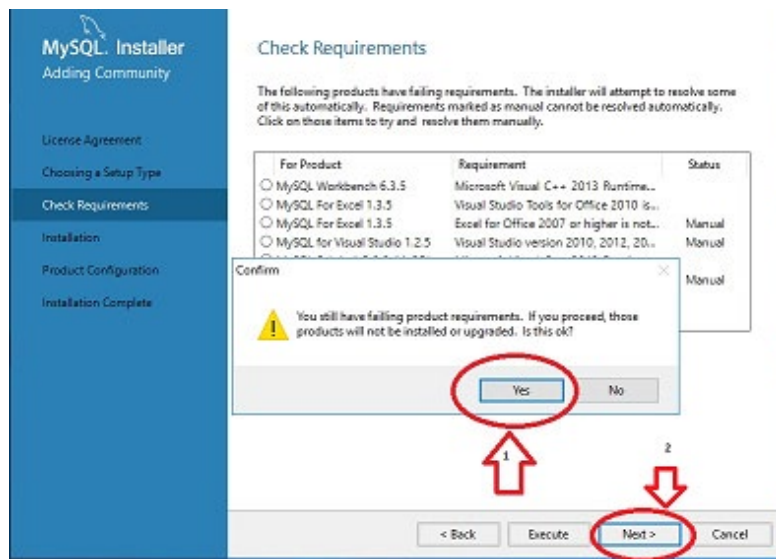 MySQL. Installer
Adding Community
License Agreement
Choosing a Setup Type
Check Requirements
Installation
Product Configuration
Installation Complete
Check Requirements
The following products have failing requirements. The installer will attempt to resolve some
of this automatically. Requirements marked as manual cannot be resolved automatically.
Click on those items to try and resolve them manually.
For Product Requirement Status
MySQL Workbench 6.3.5 Microsoft Visual C++ 2013 Runtime...
MySQL For Excel 1.3.5 Visual Studio Tools for Office 2010 is...
MySQL For Excel 1.3.5 Excel for Office 2007 or higher is not... Manual
MySQL for Visual Studio 1.2.5 Visual Studio version 2010, 2012, 20... Manual
Manual
Confirm
You still have failling product requirements. If you proceed, those
products will not be installed or upgraded. Is this ok?
Yes No
1
2
< Back Execute Next > Cancel